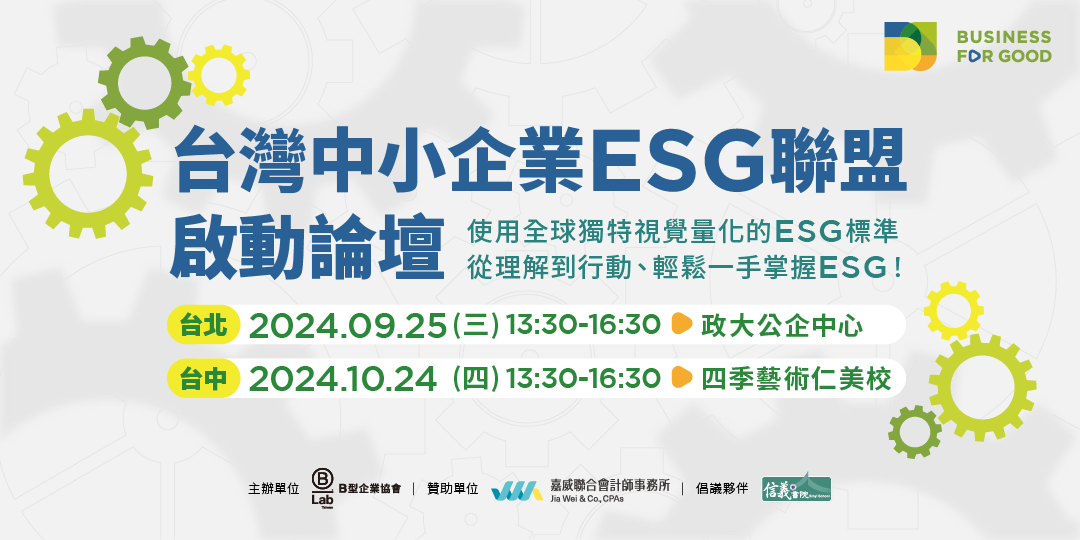 BUSINESS
FOR GOOD
台灣中小企業ESG聯盟
啟動論壇
使用全球獨特視覺量化的ESG標準
從理解到行動、輕鬆一手掌握ESG！
台北 2024.09.25(三) 13:30-16:30 政大公企中心
台中 2024.10.24 (四) 13:30-16:30 四季藝術仁美校
主辦單位 B Lab Taiwan B型企業協會 | 贊助單位 嘉威聯合會計師事務所 Jia Wei & Co., CPAs | 倡議夥伴 信義書院